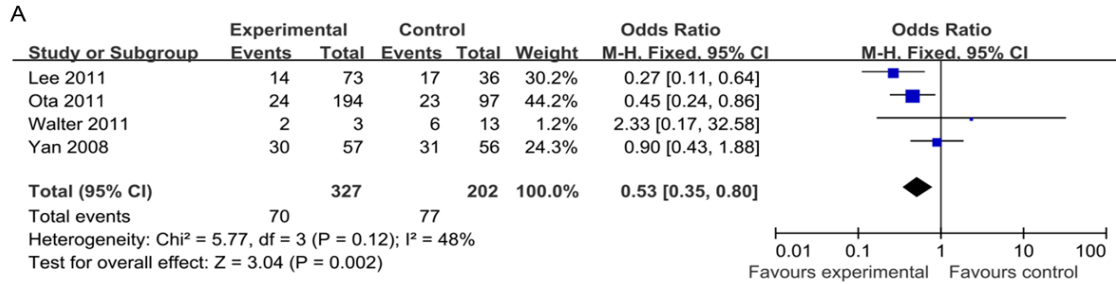 A
Experimental Control Odds Ratio Odds Ratio
Study or Subgroup Events Total Events Total Weight M-H, Fixed, 95% CI M-H, Fixed, 95% CI
Lee 2011 14 73 17 36 30.2% 0.27 [0.11, 0.64]
Ota 2011 24 194 23 97 44.2% 0.45 [0.24, 0.86]
Walter 2011 2 3 6 13 1.2% 2.33 [0.17, 32.58]
Yan 2008 30 57 31 56 24.3% 0.90 [0.43, 1.88]
Total (95% CI) 327 202 100.0% 0.53 [0.35, 0.80]
Total events 70 77
Heterogeneity: Chi² = 5.77, df = 3 (P = 0.12); I² = 48%
Test for overall effect: Z = 3.04 (P = 0.002)
0.01 0.1 1 10 100
Favours experimental Favours control